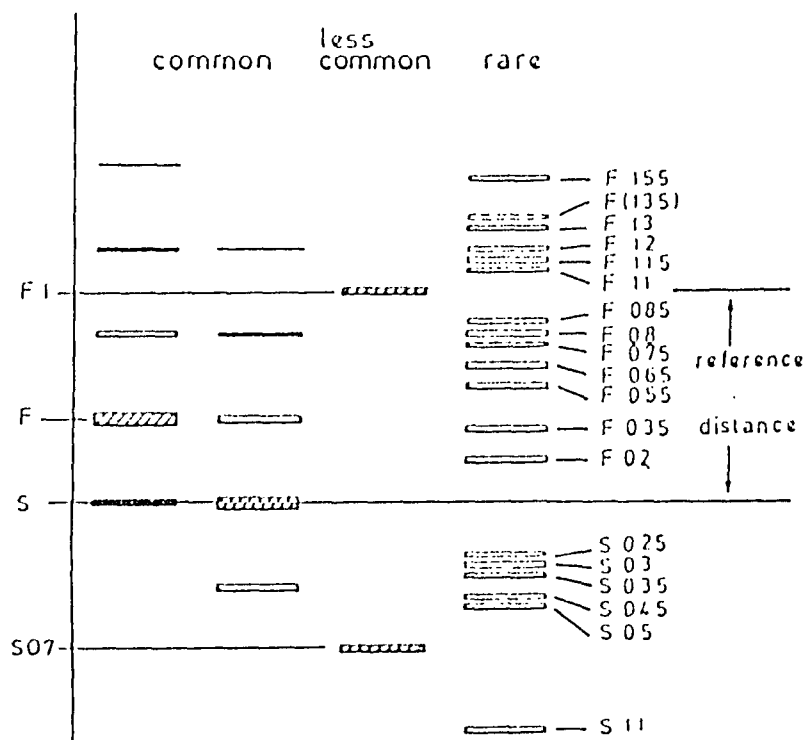 less
common common rare
F 155
F(135)
F 13
F 12
F 115
F 11
F 1
F 085
F 08
F 075
F 065
F 055
reference
F
F 035
distance
F 02
S
S 025
S 03
S 035
S 045
S 05
S07
S 11